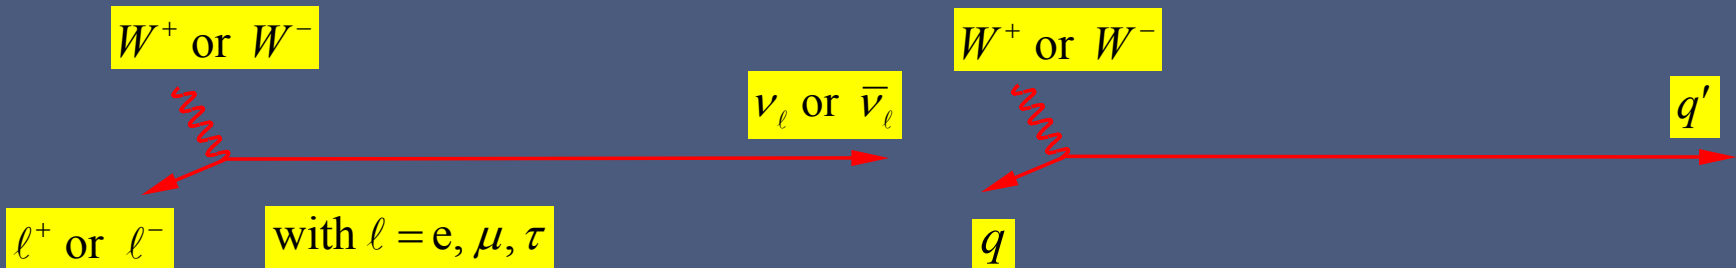 W⁺ or W⁻
ν_ℓ or ν̅_ℓ
ℓ⁺ or ℓ⁻
with ℓ = e, μ, τ
W⁺ or W⁻
q′
q